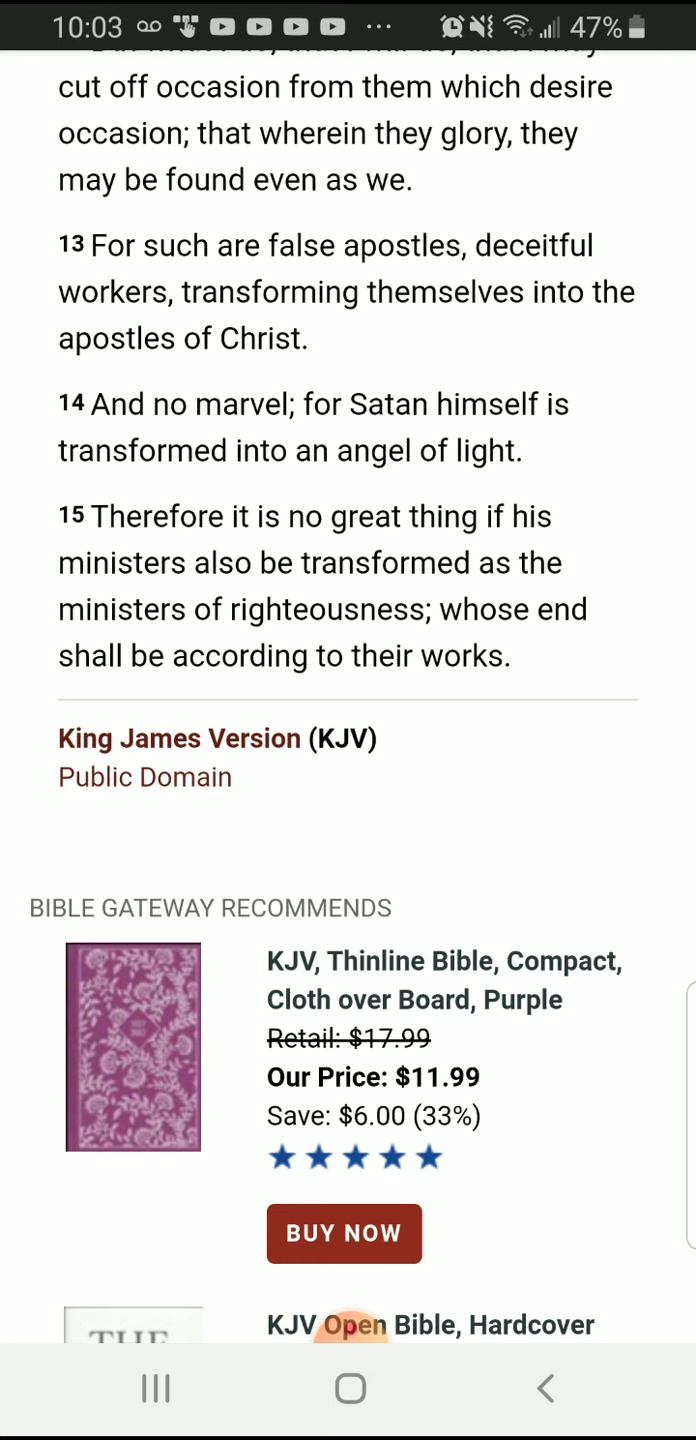 10:03
47%
cut off occasion from them which desire
occasion; that wherein they glory, they
may be found even as we.
13 For such are false apostles, deceitful
workers, transforming themselves into the
apostles of Christ.
14 And no marvel; for Satan himself is
transformed into an angel of light.
15 Therefore it is no great thing if his
ministers also be transformed as the
ministers of righteousness; whose end
shall be according to their works.
King James Version (KJV)
Public Domain
BIBLE GATEWAY RECOMMENDS
KJV, Thinline Bible, Compact,
Cloth over Board, Purple
Retail: $17.99
Our Price: $11.99
Save: $6.00 (33%)
BUY NOW
THE
KJV Open Bible, Hardcover